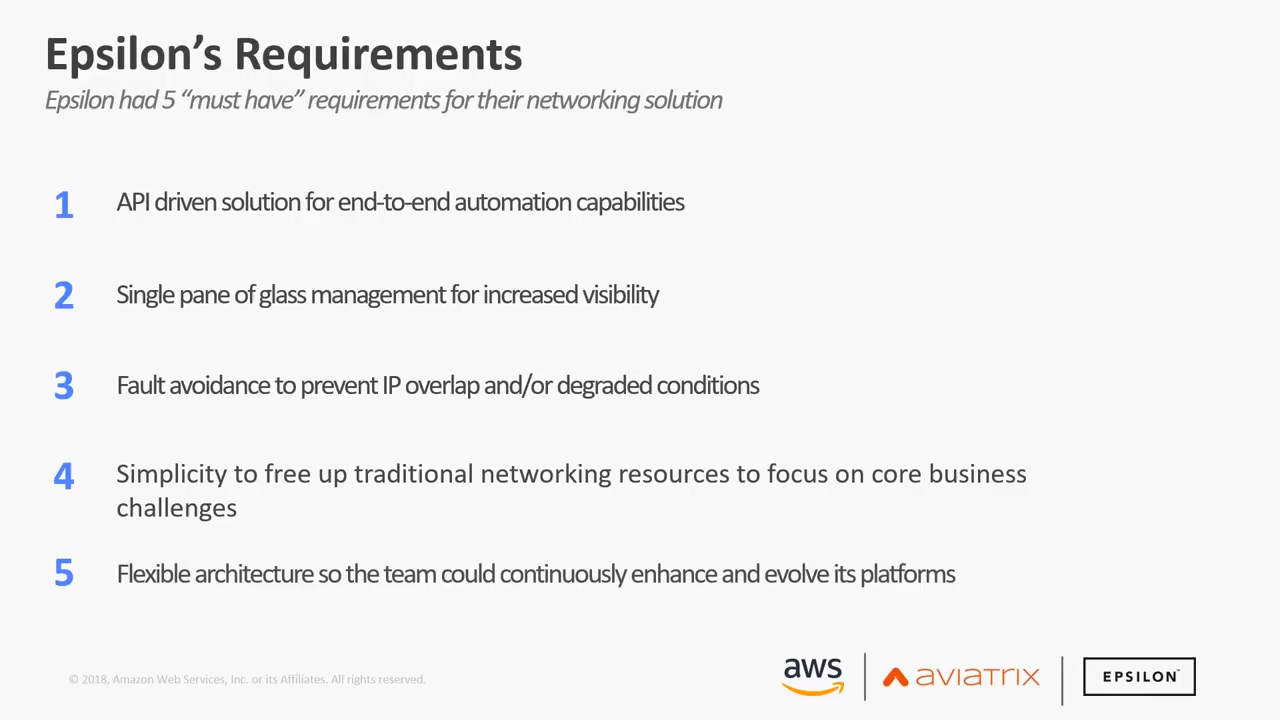 Epsilon’s Requirements
Epsilon had 5 “must have” requirements for their networking solution
1 API driven solution for end-to-end automation capabilities
2 Single pane of glass management for increased visibility
3 Fault avoidance to prevent IP overlap and/or degraded conditions
4 Simplicity to free up traditional networking resources to focus on core business
challenges
5 Flexible architecture so the team could continuously enhance and evolve its platforms
© 2018, Amazon Web Services, Inc. or its Affiliates. All rights reserved.
aws aviatrix EPSILON™